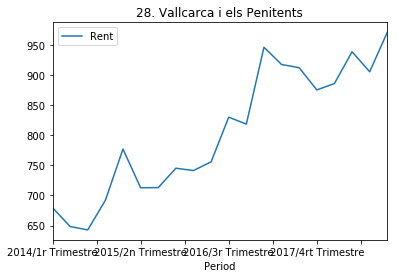 28. Vallcarca i els Penitents
Rent
950
900
850
800
750
700
650
2014/1r Trimestre 2015/2n Trimestre 2016/3r Trimestre 2017/4rt Trimestre
Period